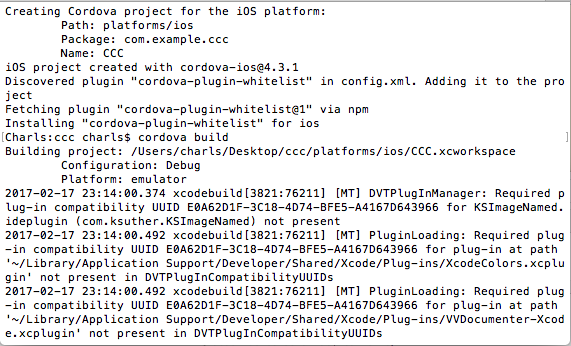 Creating Cordova project for the iOS platform:
        Path: platforms/ios
        Package: com.example.ccc
        Name: CCC
iOS project created with cordova-ios@4.3.1
Discovered plugin "cordova-plugin-whitelist" in config.xml. Adding it to the pro
ject
Fetching plugin "cordova-plugin-whitelist@1" via npm
Installing "cordova-plugin-whitelist" for ios
[Charls:ccc charls$ cordova build                                               ]
Building project: /Users/charls/Desktop/ccc/platforms/ios/CCC.xcworkspace
        Configuration: Debug
        Platform: emulator
2017-02-17 23:14:00.374 xcodebuild[3821:76211] [MT] DVTPlugInManager: Required p
lug-in compatibility UUID E0A62D1F-3C18-4D74-BFE5-A4167D643966 for KSImageNamed.
ideplugin (com.ksuther.KSImageNamed) not present
2017-02-17 23:14:00.492 xcodebuild[3821:76211] [MT] PluginLoading: Required plug
-in compatibility UUID E0A62D1F-3C18-4D74-BFE5-A4167D643966 for plug-in at path
'~/Library/Application Support/Developer/Shared/Xcode/Plug-ins/XcodeColors.xcplu
gin' not present in DVTPlugInCompatibilityUUIDs
2017-02-17 23:14:00.492 xcodebuild[3821:76211] [MT] PluginLoading: Required plug
-in compatibility UUID E0A62D1F-3C18-4D74-BFE5-A4167D643966 for plug-in at path
'~/Library/Application Support/Developer/Shared/Xcode/Plug-ins/VVDocumenter-Xcod
e.xcplugin' not present in DVTPlugInCompatibilityUUIDs